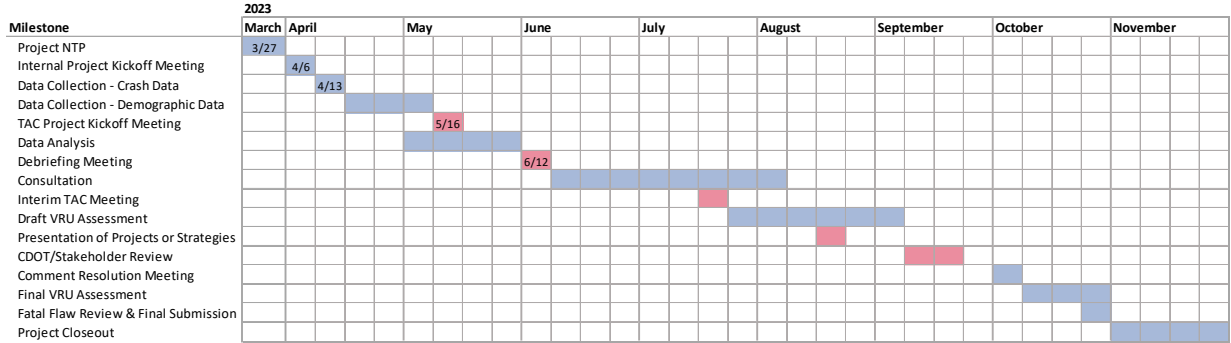 2023
Milestone March April May June July August September October November
Project NTP 3/27
Internal Project Kickoff Meeting 4/6
Data Collection - Crash Data 4/13
Data Collection - Demographic Data
TAC Project Kickoff Meeting 5/16
Data Analysis
Debriefing Meeting 6/12
Consultation
Interim TAC Meeting
Draft VRU Assessment
Presentation of Projects or Strategies
CDOT/Stakeholder Review
Comment Resolution Meeting
Final VRU Assessment
Fatal Flaw Review & Final Submission
Project Closeout